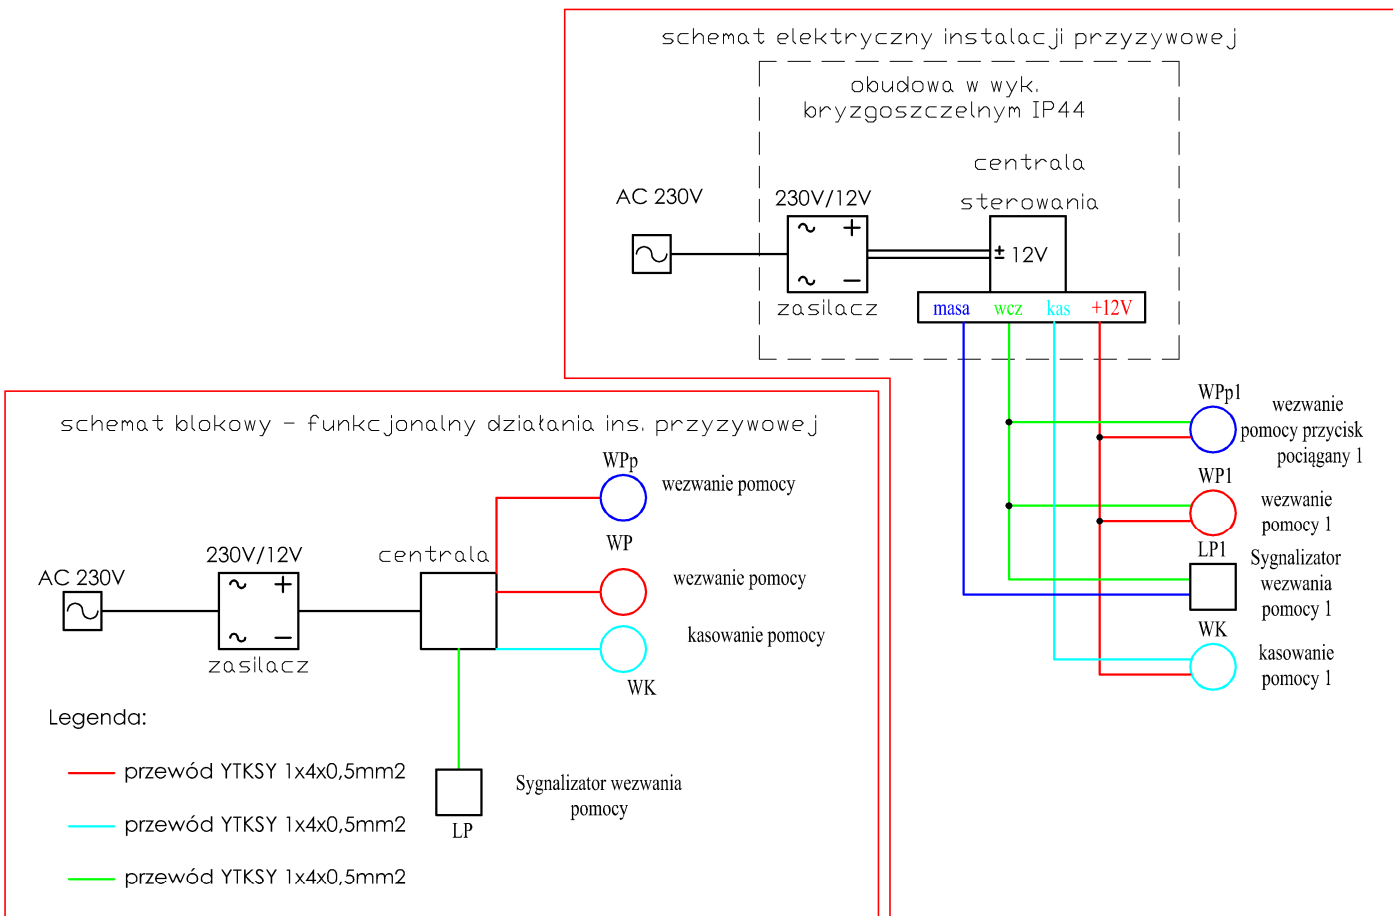 schemat elektryczny instalacji przyzywowej
obudowa w wyk.
bryzgoszczelnym IP44
centrala
sterowania
AC 230V
230V/12V
~
+
~
−
± 12V
zasilacz
masa
wcz
kas
+12V
WPp1
wezwanie
pomocy przycisk
pociągany 1
WP1
wezwanie
pomocy 1
LP1
Sygnalizator
wezwania
pomocy 1
WK
kasowanie
pomocy 1
schemat blokowy - funkcjonalny działania ins. przyzywowej
WPp
wezwanie pomocy
WP
wezwanie pomocy
kasowanie pomocy
WK
centrala
230V/12V
AC 230V
~
+
~
−
zasilacz
Sygnalizator wezwania
pomocy
LP
Legenda:
przewód YTKSY 1x4x0,5mm2
przewód YTKSY 1x4x0,5mm2
przewód YTKSY 1x4x0,5mm2